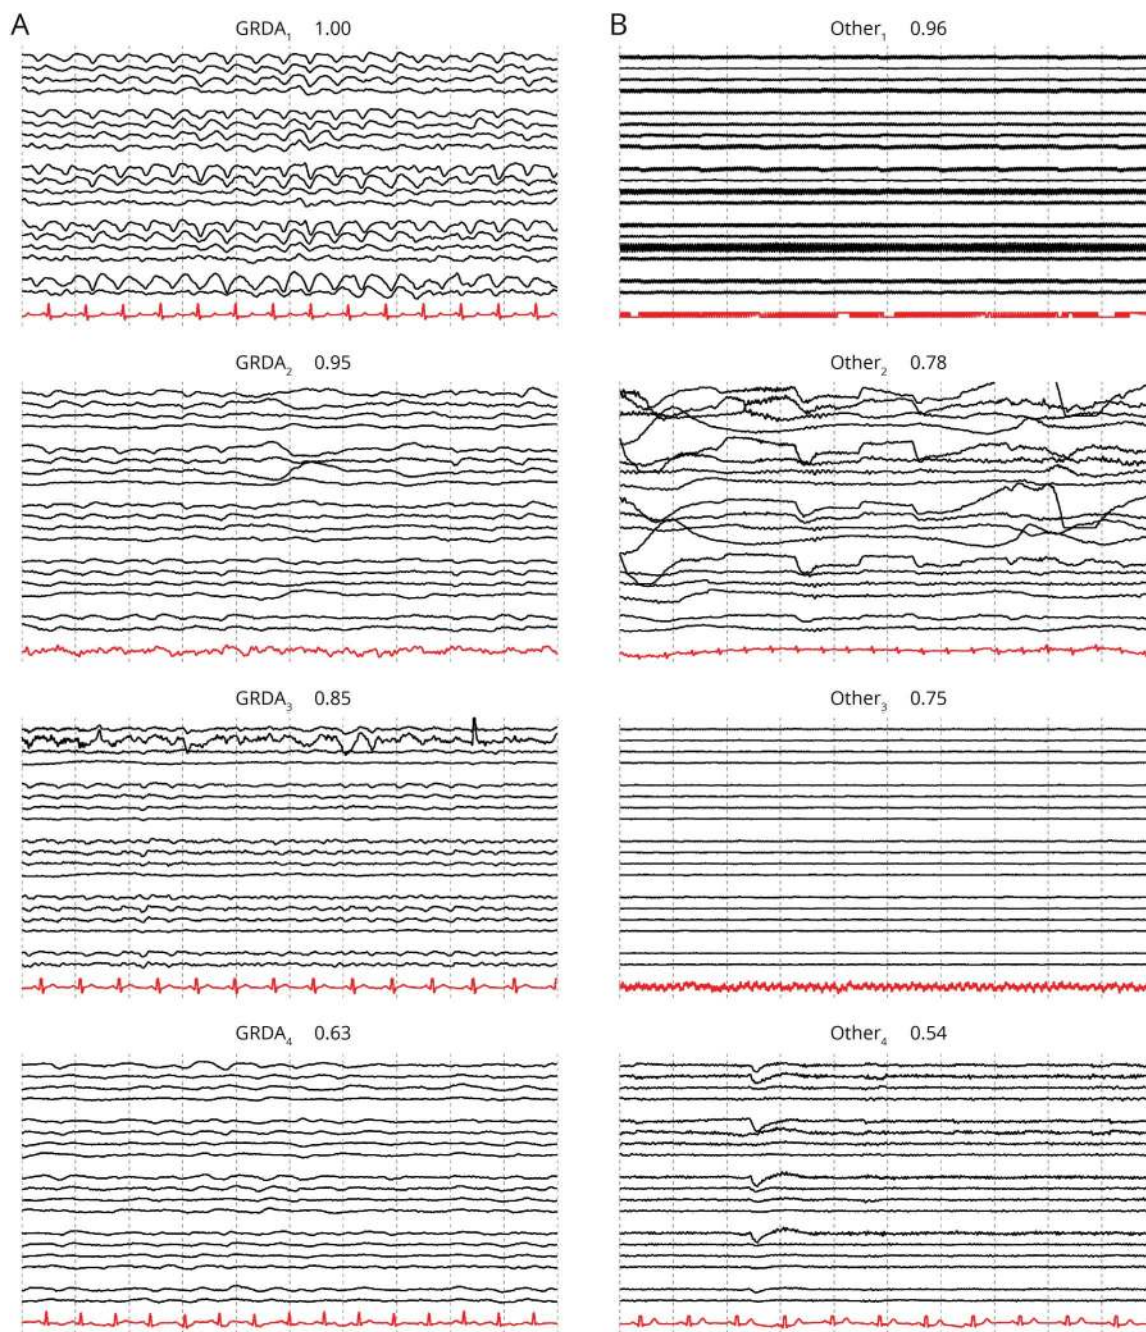 A GRDA₁ 1.00
B Other₁ 0.96
GRDA₂ 0.95
Other₂ 0.78
GRDA₃ 0.85
Other₃ 0.75
GRDA₄ 0.63
Other₄ 0.54